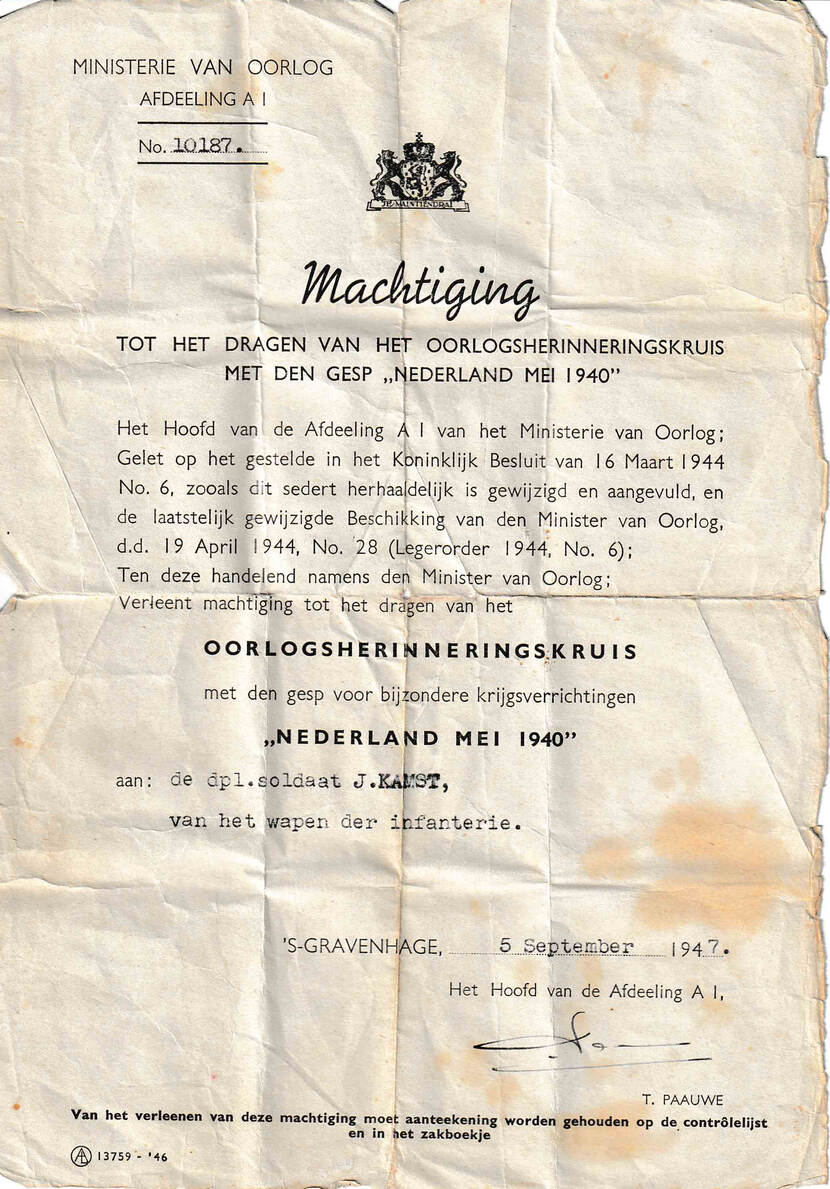 MINISTERIE VAN OORLOG
AFDEELING A I
No. 10187.
JE MAINTIENDRAI
Machtiging
TOT HET DRAGEN VAN HET OORLOGSHERINNERINGSKRUIS
MET DEN GESP „NEDERLAND MEI 1940”
Het Hoofd van de Afdeeling A I van het Ministerie van Oorlog;
Gelet op het gestelde in het Koninklijk Besluit van 16 Maart 1944
No. 6, zooals dit sedert herhaaldelijk is gewijzigd en aangevuld, en
de laatstelijk gewijzigde Beschikking van den Minister van Oorlog,
d.d. 19 April 1944, No. 28 (Legerorder 1944, No. 6);
Ten deze handelend namens den Minister van Oorlog;
Verleent machtiging tot het dragen van het
OORLOGSHERINNERINGSKRUIS
met den gesp voor bijzondere krijgsverrichtingen
„NEDERLAND MEI 1940”
aan: de dpl.soldaat J.KAMST,
van het wapen der infanterie.
'S-GRAVENHAGE, 5 September 1947.
Het Hoofd van de Afdeeling A I,
T. PAAUWE
Van het verleenen van deze machtiging moet aanteekening worden gehouden op de contrôlelijst
en in het zakboekje
13759 - '46